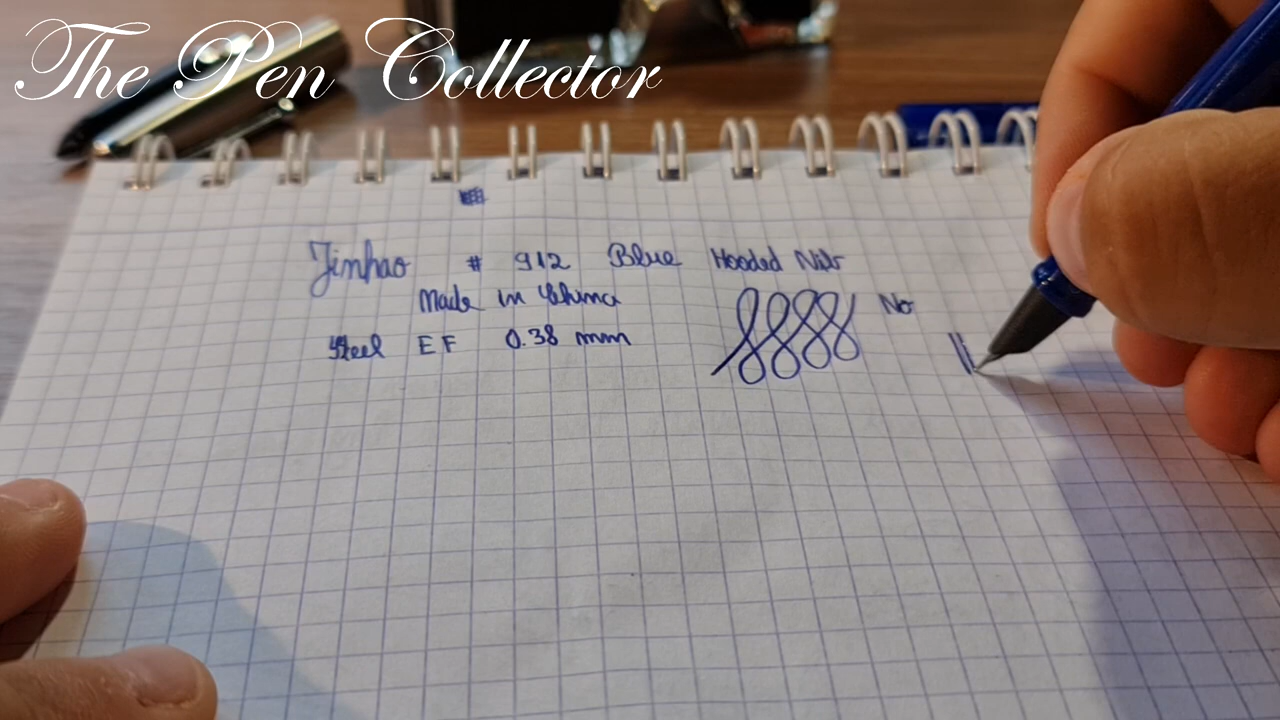 The Pen Collector
Jinhao # 912 Blue Hooded Nib
Made in China No
Steel EF 0.38 mm